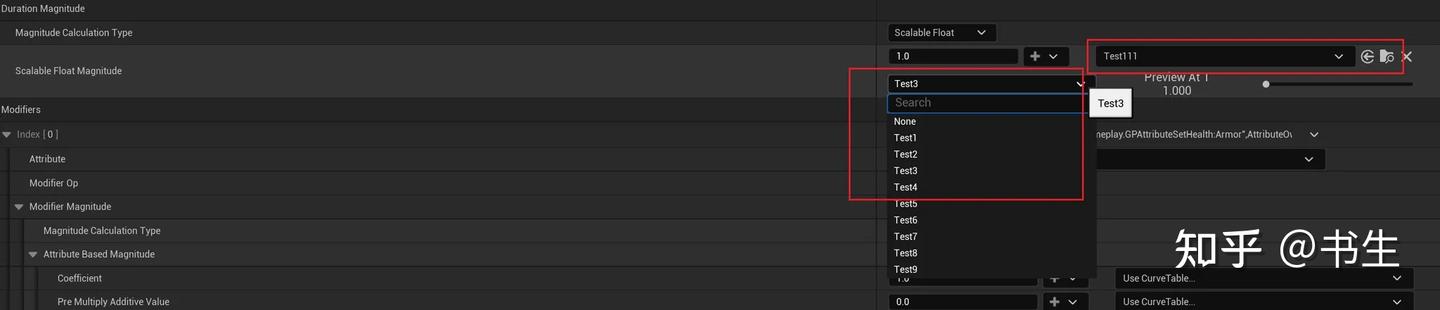 Duration Magnitude
Magnitude Calculation Type
Scalable Float
Scalable Float Magnitude
1.0
Test111
Test3
Preview At 1
1.000
Search
Test3
None
Test1
Test2
Test3
Test4
Test5
Test6
Test7
Test8
Test9
Modifiers
Index [ 0 ]
meplay.GPAttributeSetHealth:Armor",AttributeOv
Attribute
Modifier Op
Modifier Magnitude
Magnitude Calculation Type
Attribute Based Magnitude
Coefficient
1.0
Use CurveTable...
Pre Multiply Additive Value
0.0
Use CurveTable...
知乎 @书生